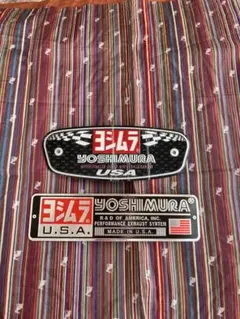 ヨシムラ
YOSHIMURA
USA
ヨシムラ
U.S.A.
YOSHIMURA
R&D OF AMERICA, INC.
PERFORMANCE EXHAUST SYSTEM
MADE IN U.S.A.